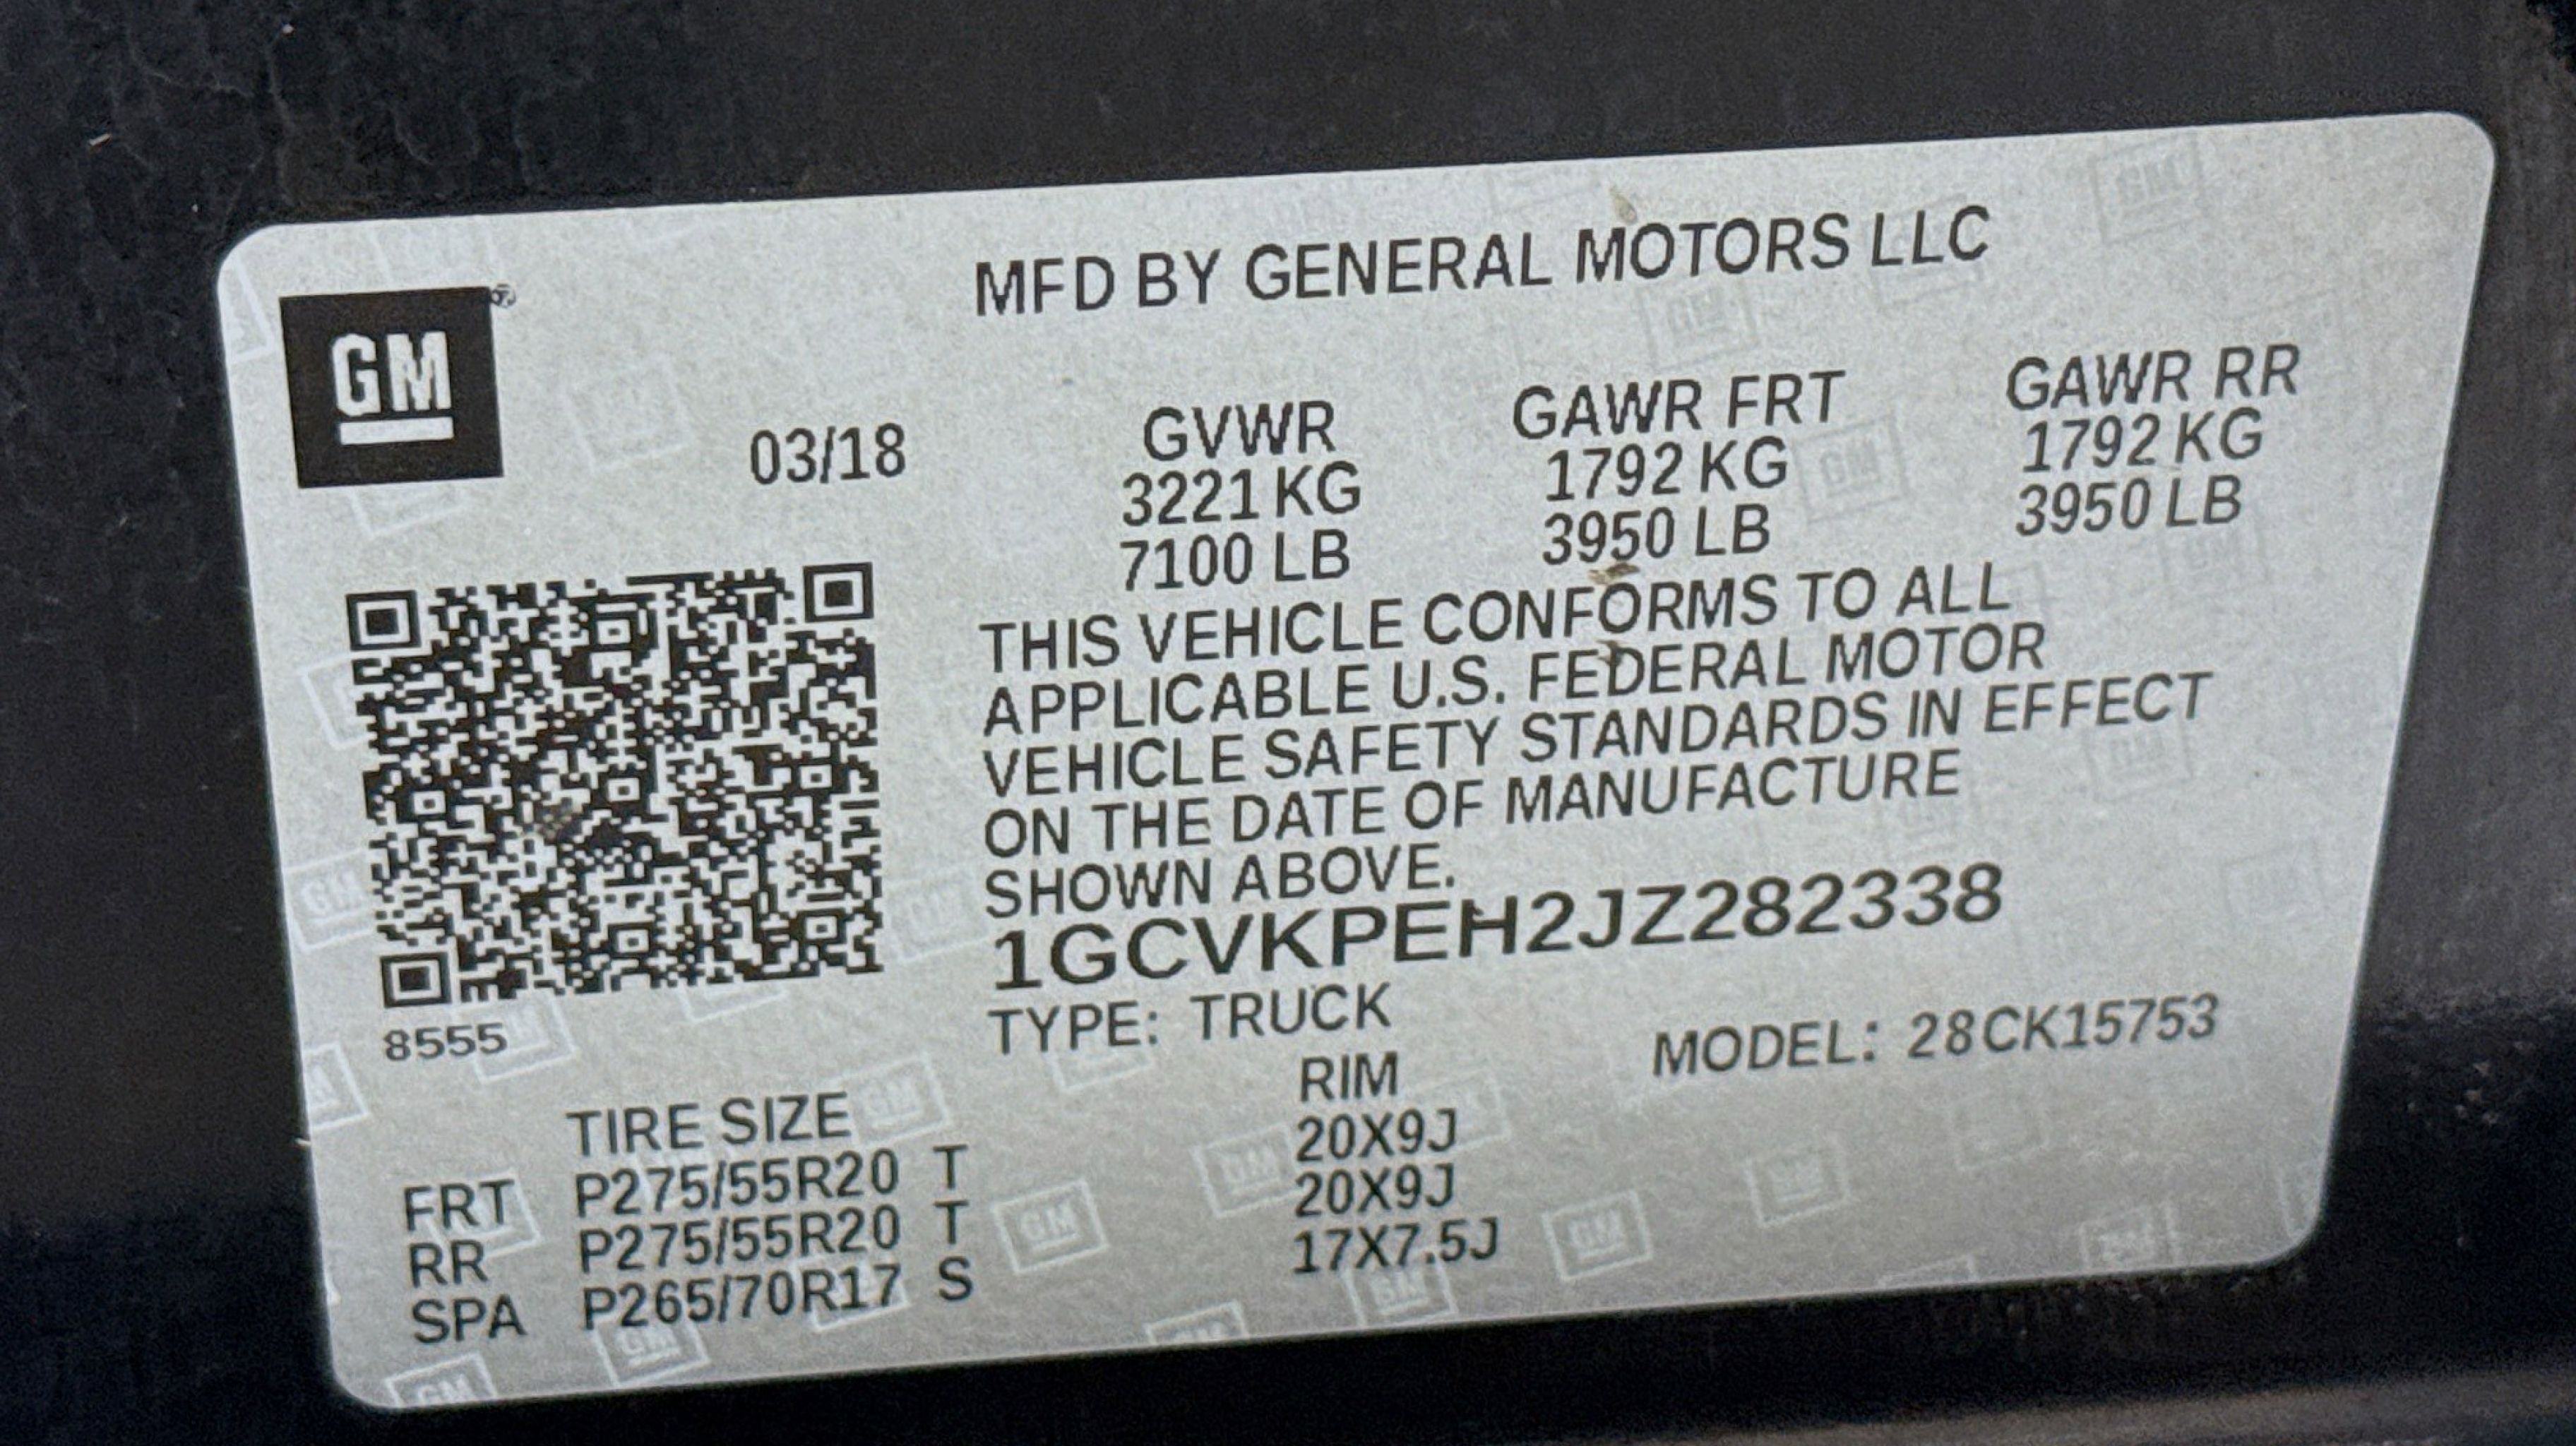 MFD BY GENERAL MOTORS LLC
GM
03/18
GVWR GAWR FRT GAWR RR
3221 KG 1792 KG 1792 KG
7100 LB 3950 LB 3950 LB
THIS VEHICLE CONFORMS TO ALL
APPLICABLE U.S. FEDERAL MOTOR
VEHICLE SAFETY STANDARDS IN EFFECT
ON THE DATE OF MANUFACTURE
SHOWN ABOVE.
1GCVKPEH2JZ282338
8555
TYPE: TRUCK MODEL: 28CK15753
TIRE SIZE RIM
FRT P275/55R20 T 20X9J
RR P275/55R20 T 20X9J
SPA P265/70R17 S 17X7.5J